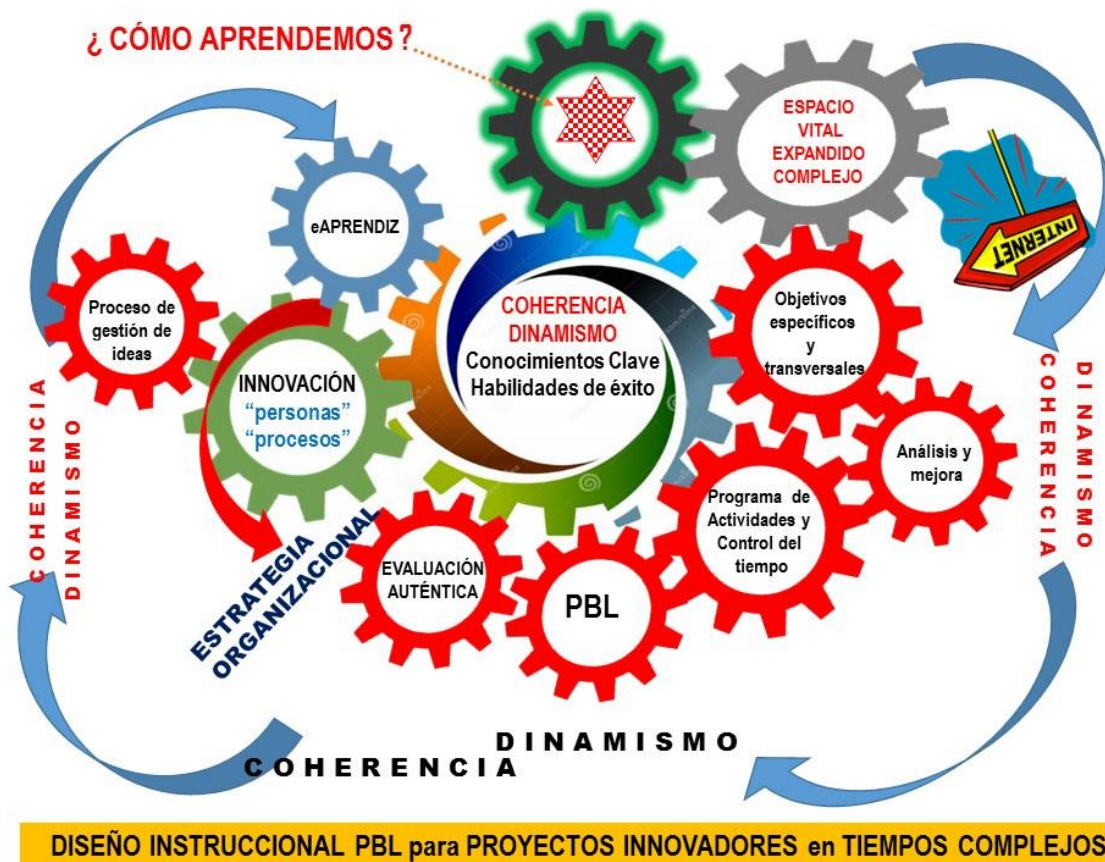 ¿ CÓMO APRENDEMOS?
ESPACIO
VITAL
EXPANDIDO
COMPLEJO
INTERNET
eAPRENDIZ
Proceso de
gestión de
ideas
INNOVACIÓN
“personas”
“procesos”
COHERENCIA
DINAMISMO
Conocimientos Clave
Habilidades de éxito
Objetivos
específicos
y
transversales
Análisis y
mejora
Programa de
Actividades y
Control del
tiempo
PBL
EVALUACIÓN
AUTÉNTICA
ESTRATEGIA
ORGANIZACIONAL
COHERENCIA
DINAMISMO
DINAMISMO
COHERENCIA
DINAMISMO
COHERENCIA
DISEÑO INSTRUCCIONAL PBL para PROYECTOS INNOVADORES en TIEMPOS COMPLEJOS